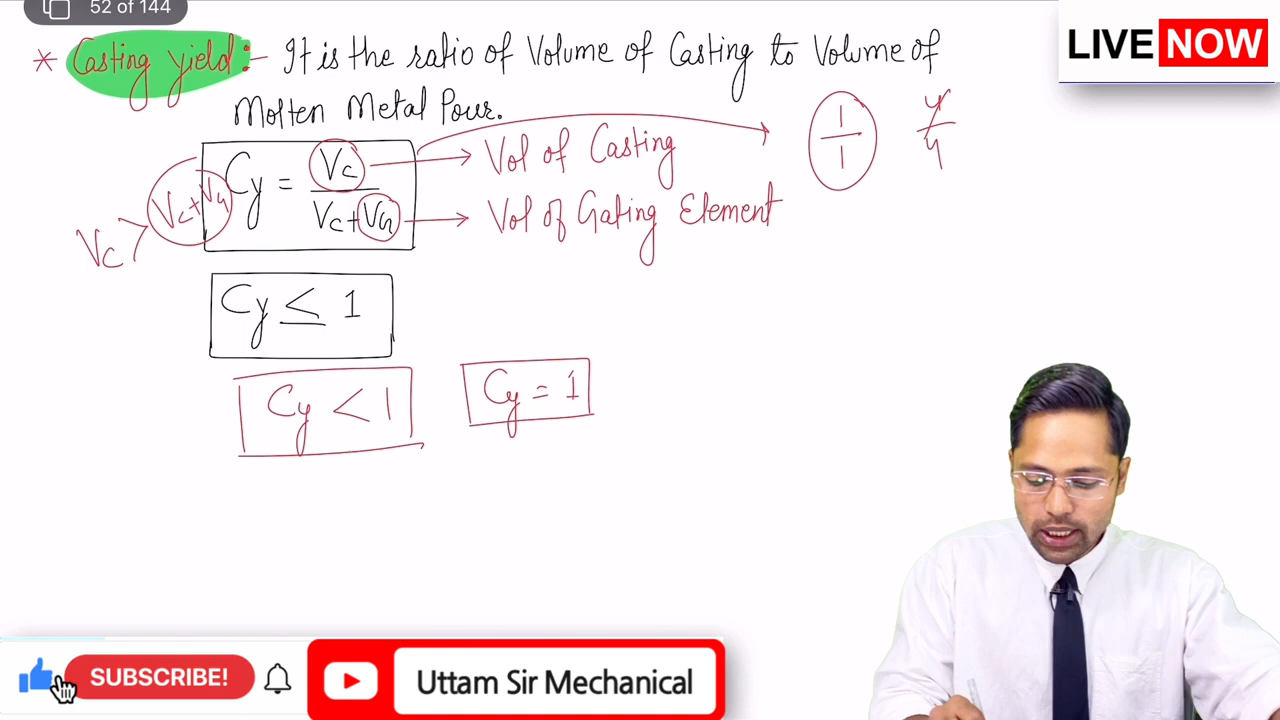 52 of 144
LIVE NOW
* Casting yield :- It is the ratio of Volume of Casting to Volume of
Molten Metal Pour.
Cy = Vc / Vc+VG
Vol of Casting
Vol of Gating Element
1/1
4/4
Vc > Vc+VG
Cy ≤ 1
Cy < 1
Cy = 1
SUBSCRIBE!
Uttam Sir Mechanical